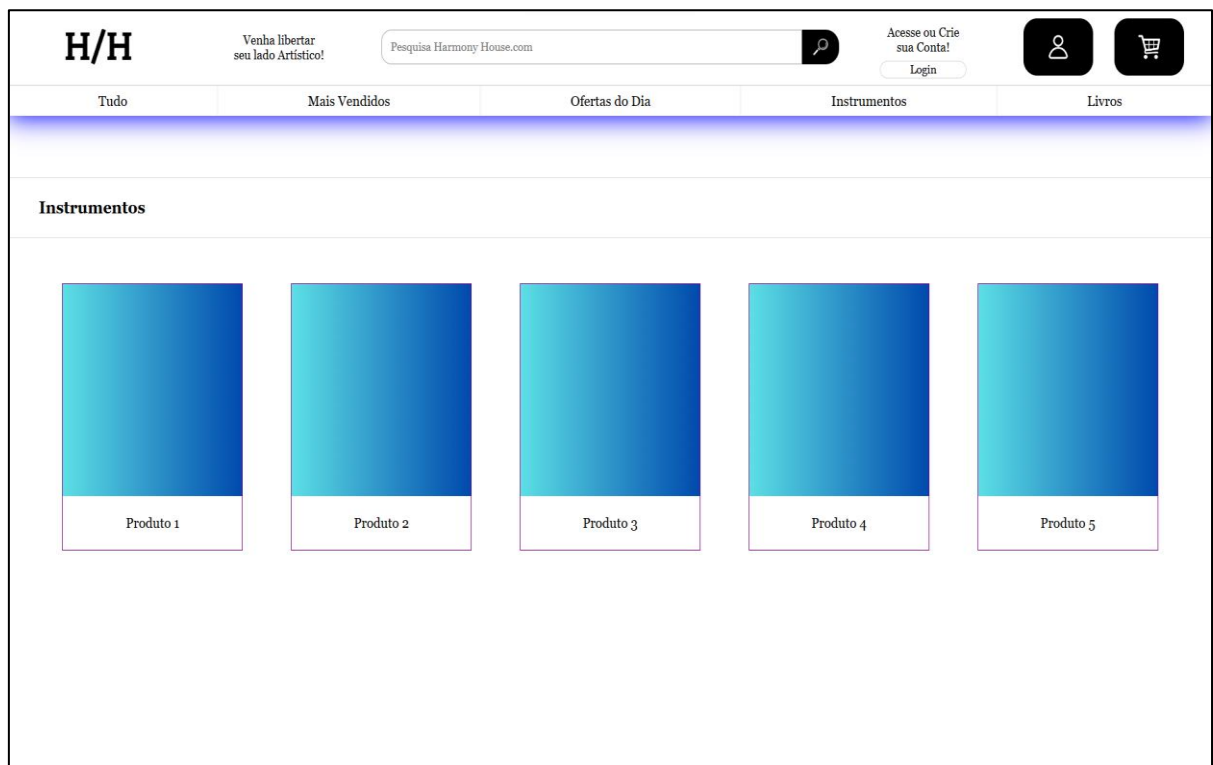 H/H
Venha libertar
seu lado Artístico!
Pesquisa Harmony House.com
Acesse ou Crie
sua Conta!
Login
Tudo
Mais Vendidos
Ofertas do Dia
Instrumentos
Livros
Instrumentos
Produto 1
Produto 2
Produto 3
Produto 4
Produto 5